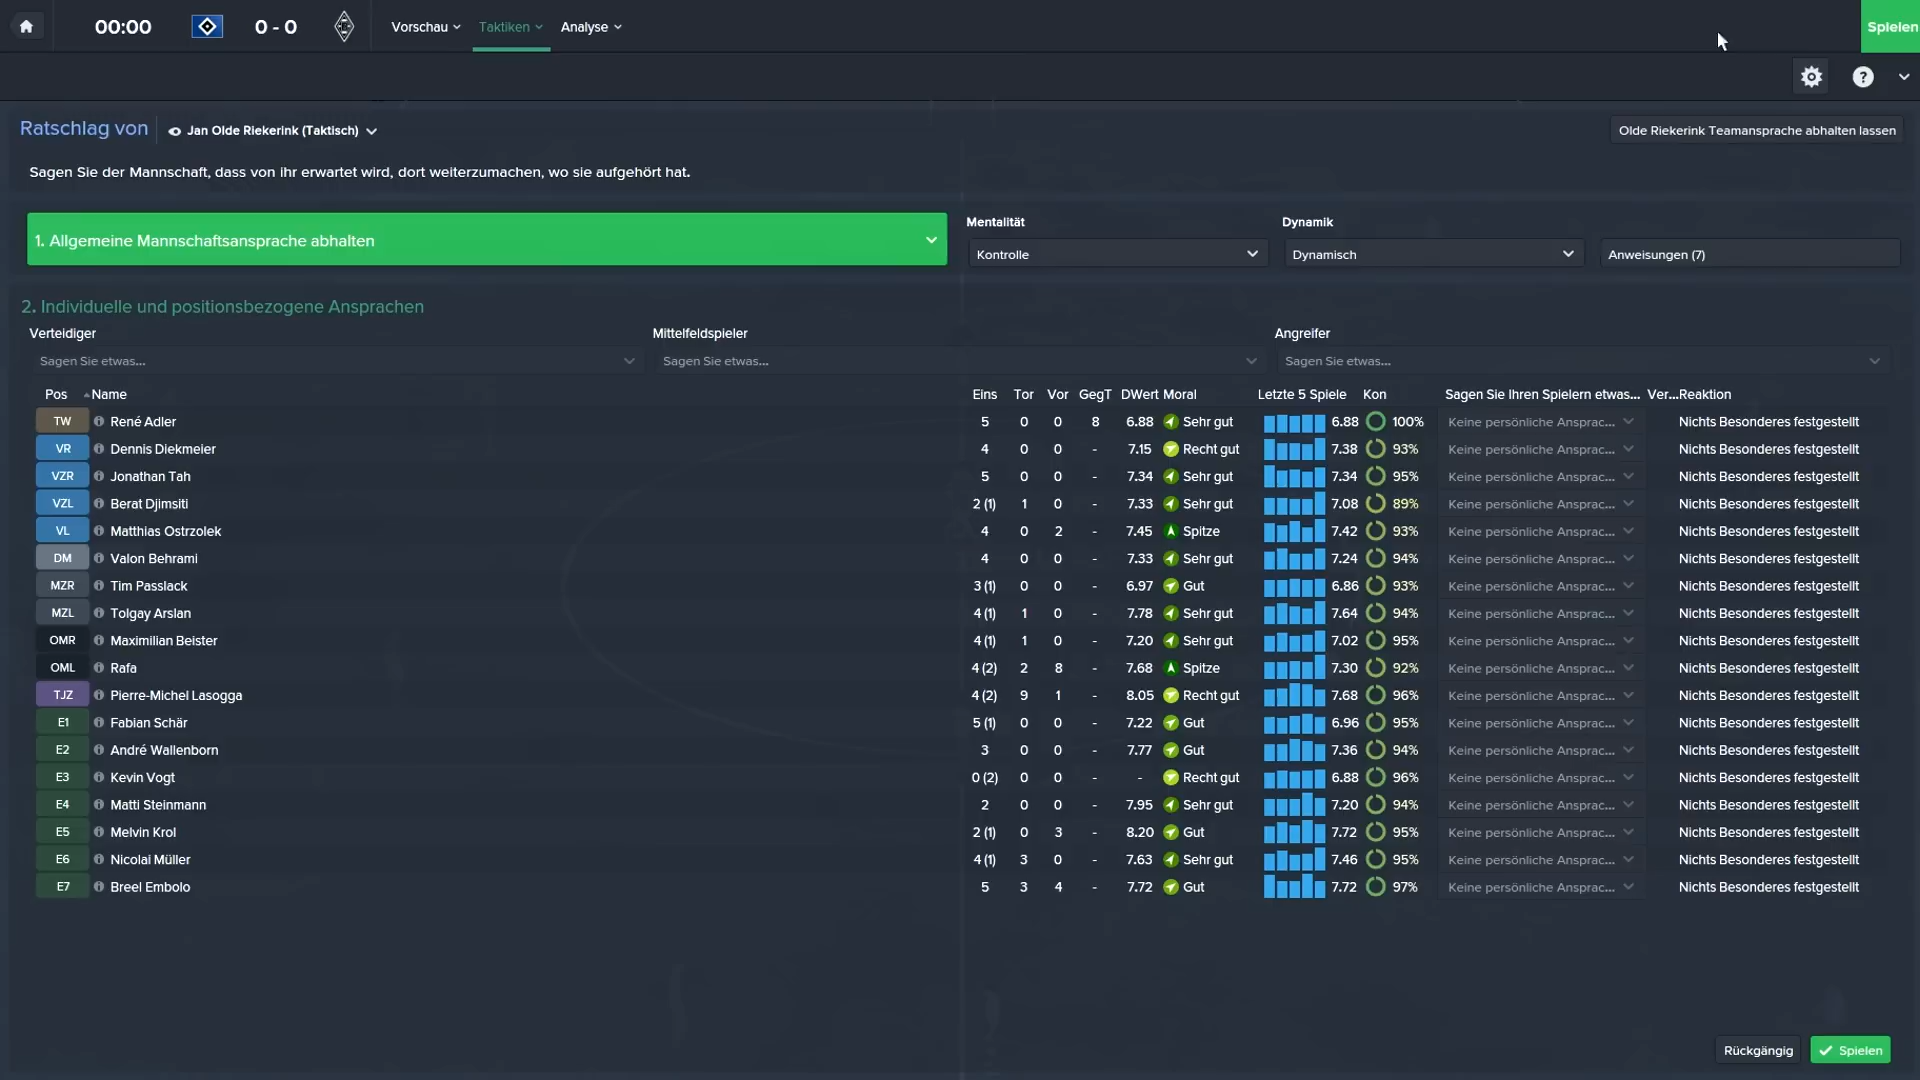 00:00 0 - 0 Vorschau Taktiken Analyse Spielen
?
Ratschlag von Jan Olde Riekerink (Taktisch) Olde Riekerink Teamansprache abhalten lassen
Sagen Sie der Mannschaft, dass von ihr erwartet wird, dort weiterzumachen, wo sie aufgehört hat.
Mentalität Dynamik
1. Allgemeine Mannschaftsansprache abhalten Kontrolle Dynamisch Anweisungen (7)
2. Individuelle und positionsbezogene Ansprachen
Verteidiger Mittelfeldspieler Angreifer
Sagen Sie etwas... Sagen Sie etwas... Sagen Sie etwas...
Pos Name Eins Tor Vor GegT DWert Moral Letzte 5 Spiele Kon Sagen Sie Ihren Spielern etwas... Ver... Reaktion
TW René Adler 5 0 0 8 6.88 Sehr gut 6.88 100% Keine persönliche Ansprac... Nichts Besonderes festgestellt
VR Dennis Diekmeier 4 0 0 - 7.15 Recht gut 7.38 93% Keine persönliche Ansprac... Nichts Besonderes festgestellt
VZR Jonathan Tah 5 0 0 - 7.34 Sehr gut 7.34 95% Keine persönliche Ansprac... Nichts Besonderes festgestellt
VZL Berat Djimsiti 2 (1) 1 0 - 7.33 Sehr gut 7.08 89% Keine persönliche Ansprac... Nichts Besonderes festgestellt
VL Matthias Ostrzolek 4 0 2 - 7.45 Spitze 7.42 93% Keine persönliche Ansprac... Nichts Besonderes festgestellt
DM Valon Behrami 4 0 0 - 7.33 Sehr gut 7.24 94% Keine persönliche Ansprac... Nichts Besonderes festgestellt
MZR Tim Passlack 3 (1) 0 0 - 6.97 Gut 6.86 93% Keine persönliche Ansprac... Nichts Besonderes festgestellt
MZL Tolgay Arslan 4 (1) 1 0 - 7.78 Sehr gut 7.64 94% Keine persönliche Ansprac... Nichts Besonderes festgestellt
OMR Maximilian Beister 4 (1) 1 0 - 7.20 Sehr gut 7.02 95% Keine persönliche Ansprac... Nichts Besonderes festgestellt
OML Rafa 4 (2) 2 8 - 7.68 Spitze 7.30 92% Keine persönliche Ansprac... Nichts Besonderes festgestellt
TJZ Pierre-Michel Lasogga 4 (2) 9 1 - 8.05 Recht gut 7.68 96% Keine persönliche Ansprac... Nichts Besonderes festgestellt
E1 Fabian Schär 5 (1) 0 0 - 7.22 Gut 6.96 95% Keine persönliche Ansprac... Nichts Besonderes festgestellt
E2 André Wallenborn 3 0 0 - 7.77 Gut 7.36 94% Keine persönliche Ansprac... Nichts Besonderes festgestellt
E3 Kevin Vogt 0 (2) 0 0 - - Recht gut 6.88 96% Keine persönliche Ansprac... Nichts Besonderes festgestellt
E4 Matti Steinmann 2 0 0 - 7.95 Sehr gut 7.20 94% Keine persönliche Ansprac... Nichts Besonderes festgestellt
E5 Melvin Krol 2 (1) 0 3 - 8.20 Gut 7.72 95% Keine persönliche Ansprac... Nichts Besonderes festgestellt
E6 Nicolai Müller 4 (1) 3 0 - 7.63 Sehr gut 7.46 95% Keine persönliche Ansprac... Nichts Besonderes festgestellt
E7 Breel Embolo 5 3 4 - 7.72 Gut 7.72 97% Keine persönliche Ansprac... Nichts Besonderes festgestellt
Rückgängig Spielen